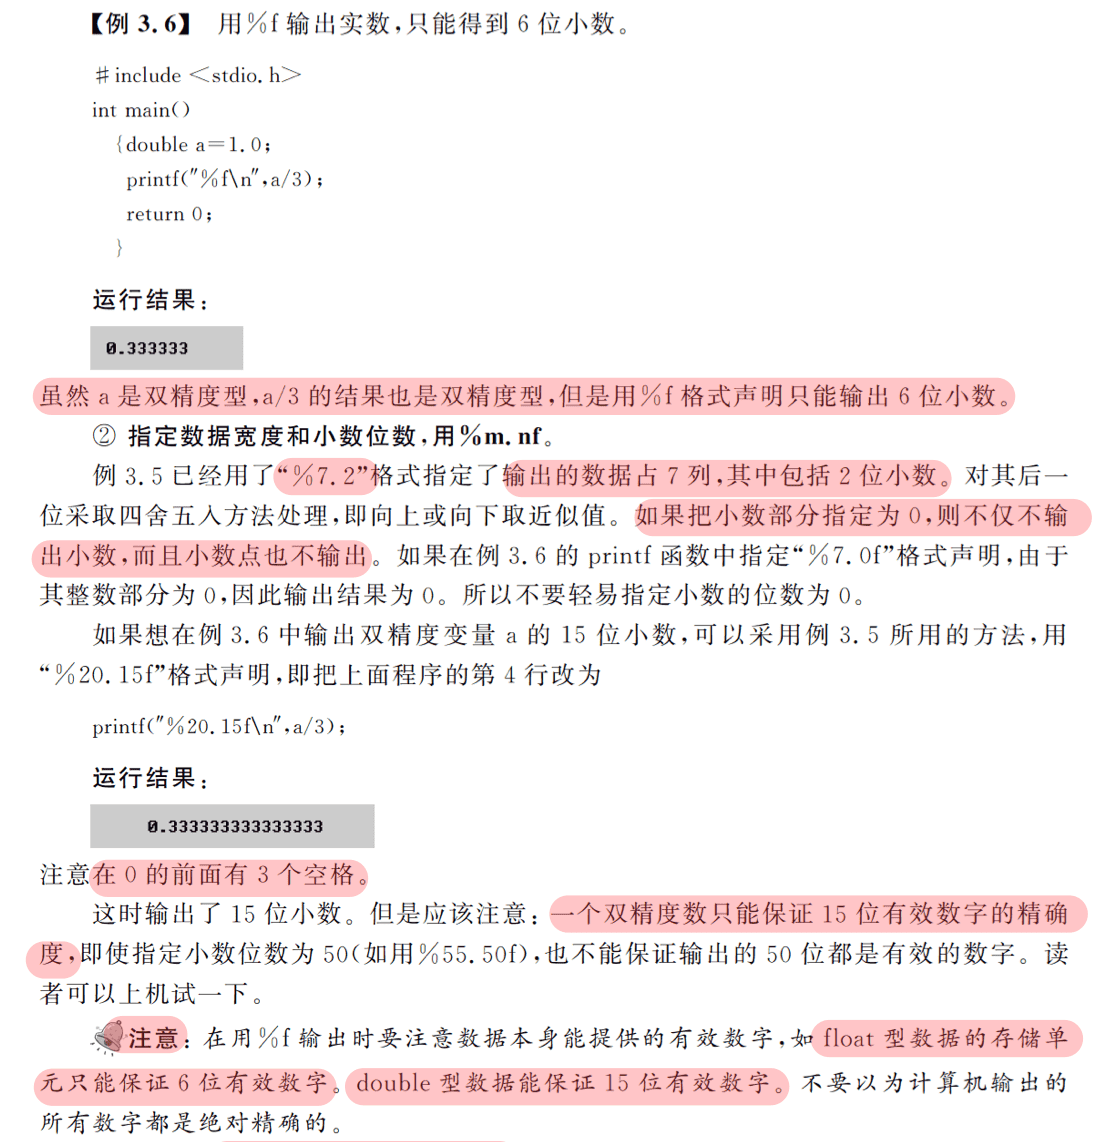 【例 3.6】 用%f 输出实数,只能得到 6 位小数。
#include <stdio.h>
int main()
{double a=1.0;
printf("%f\n",a/3);
return 0;
}
运行结果:
0.333333
虽然 a 是双精度型,a/3 的结果也是双精度型,但是用%f 格式声明只能输出 6 位小数。
② 指定数据宽度和小数位数,用%m.nf。
例 3.5 已经用了“%7.2”格式指定了输出的数据占 7 列,其中包括 2 位小数。对其后一
位采取四舍五入方法处理,即向上或向下取近似值。如果把小数部分指定为 0,则不仅不输
出小数,而且小数点也不输出。如果在例 3.6 的 printf 函数中指定“%7.0f”格式声明,由于
其整数部分为 0,因此输出结果为 0。所以不要轻易指定小数的位数为 0。
如果想在例 3.6 中输出双精度变量 a 的 15 位小数,可以采用例 3.5 所用的方法,用
“%20.15f”格式声明,即把上面程序的第 4 行改为
printf("%20.15f\n",a/3);
运行结果:
0.333333333333333
注意在 0 的前面有 3 个空格。
这时输出了 15 位小数。但是应该注意:一个双精度数只能保证 15 位有效数字的精确
度,即使指定小数位数为 50(如用%55.50f),也不能保证输出的 50 位都是有效的数字。读
者可以上机试一下。
注意:在用%f 输出时要注意数据本身能提供的有效数字,如 float 型数据的存储单
元只能保证 6 位有效数字。double 型数据能保证 15 位有效数字。不要以为计算机输出的
所有数字都是绝对精确的。